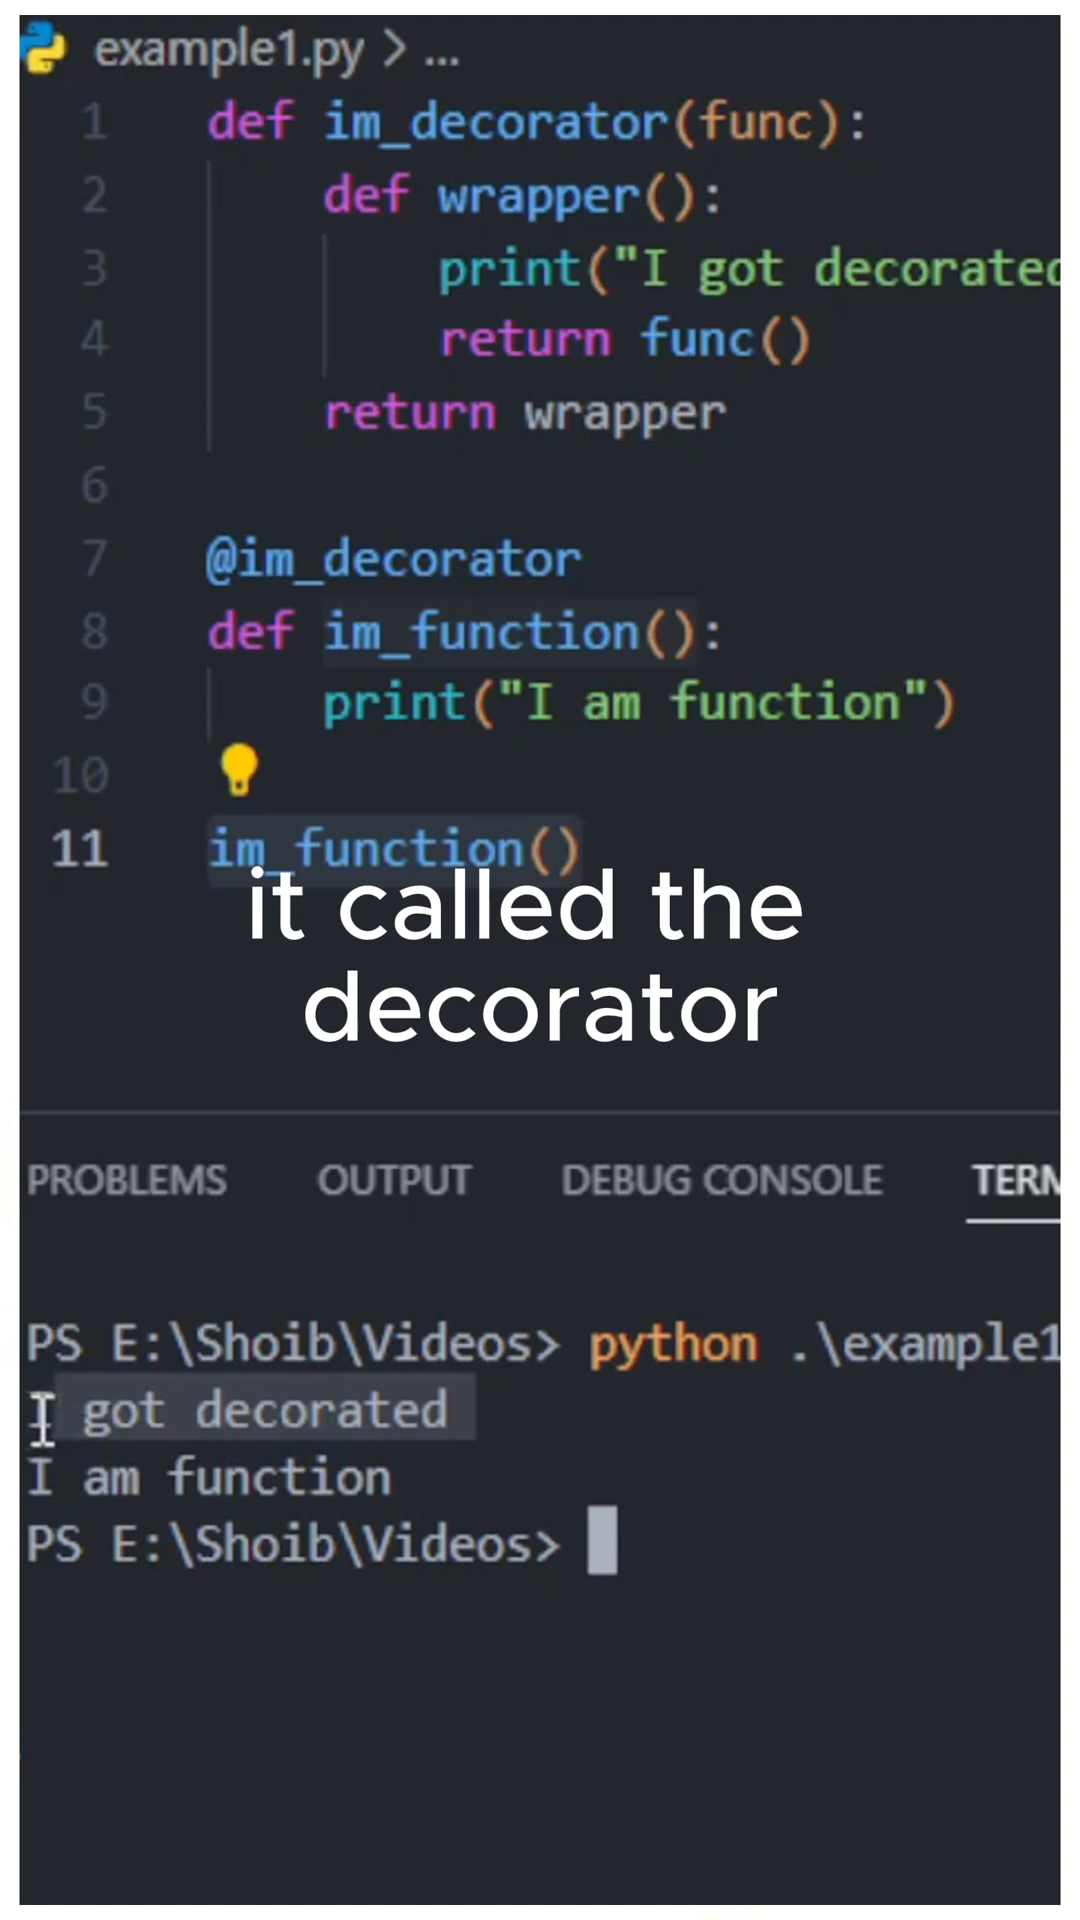 example1.py > ...
1 def im_decorator(func):
2 def wrapper():
3 print("I got decorated
4 return func()
5 return wrapper
6
7 @im_decorator
8 def im_function():
9 print("I am function")
10
11 im_function()
it called the
decorator
PROBLEMS OUTPUT DEBUG CONSOLE
PS E:\Shoib\Videos> python .\example1
I got decorated
I am function
PS E:\Shoib\Videos>